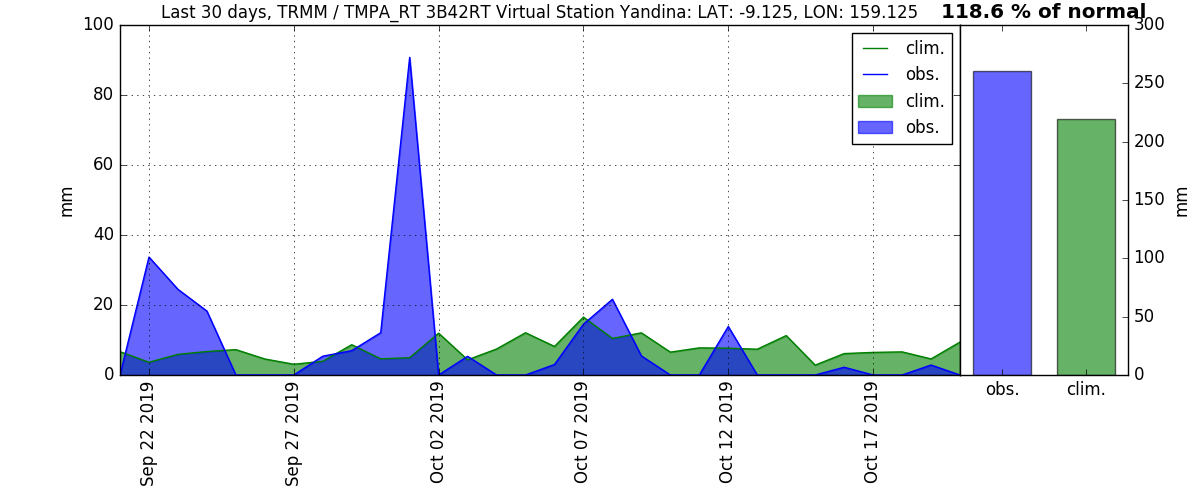 Last 30 days, TRMM / TMPA_RT 3B42RT Virtual Station Yandina: LAT: -9.125, LON: 159.125
118.6 % of normal
100
80
60
40
20
0
mm
clim.
obs.
clim.
obs.
Sep 22 2019
Sep 27 2019
Oct 02 2019
Oct 07 2019
Oct 12 2019
Oct 17 2019
300
250
200
150
100
50
0
mm
obs.
clim.